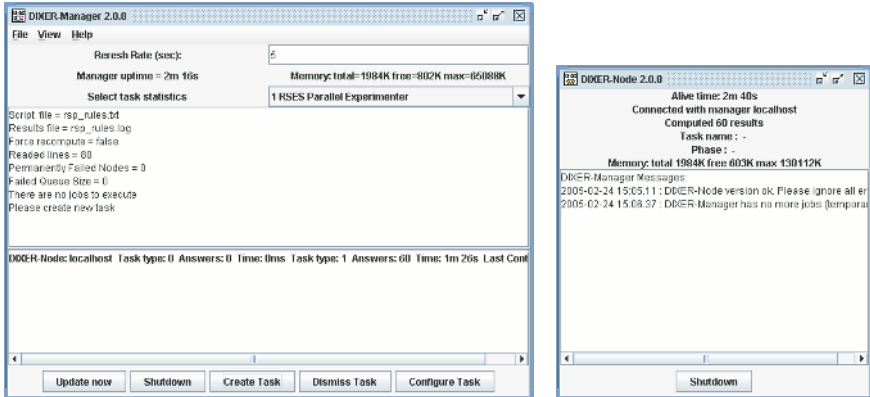 DIXER-Manager 2.0.0
File View Help
Reresh Rate (sec): 5
Manager uptime = 2m 16s Memory: total=1984K free=802K max=65088K
Select task statistics 1 RSES Parallel Experimenter
Script file = rsp_rules.txt
Results file = rsp_rules.log
Force recompute = false
Readed lines = 80
Permanently Failed Nodes = 0
Failed Queue Size = 0
There are no jobs to execute
Please create new task
DIXER-Node: localhost Task type: 0 Answers: 0 Time: 0ms Task type: 1 Answers: 60 Time: 1m 26s Last Cont
Update now Shutdown Create Task Dismiss Task Configure Task
DIXER-Node 2.0.0
Alive time: 2m 40s
Connected with manager localhost
Computed 60 results
Task name : -
Phase : -
Memory: total 1984K free 603K max 130112K
DIXER-Manager Messages:
2005-02-24 15:05.11 : DIXER-Node version ok. Please ignore all er
2005-02-24 15:06.37 : DIXER-Manager has no more jobs (temporar
Shutdown